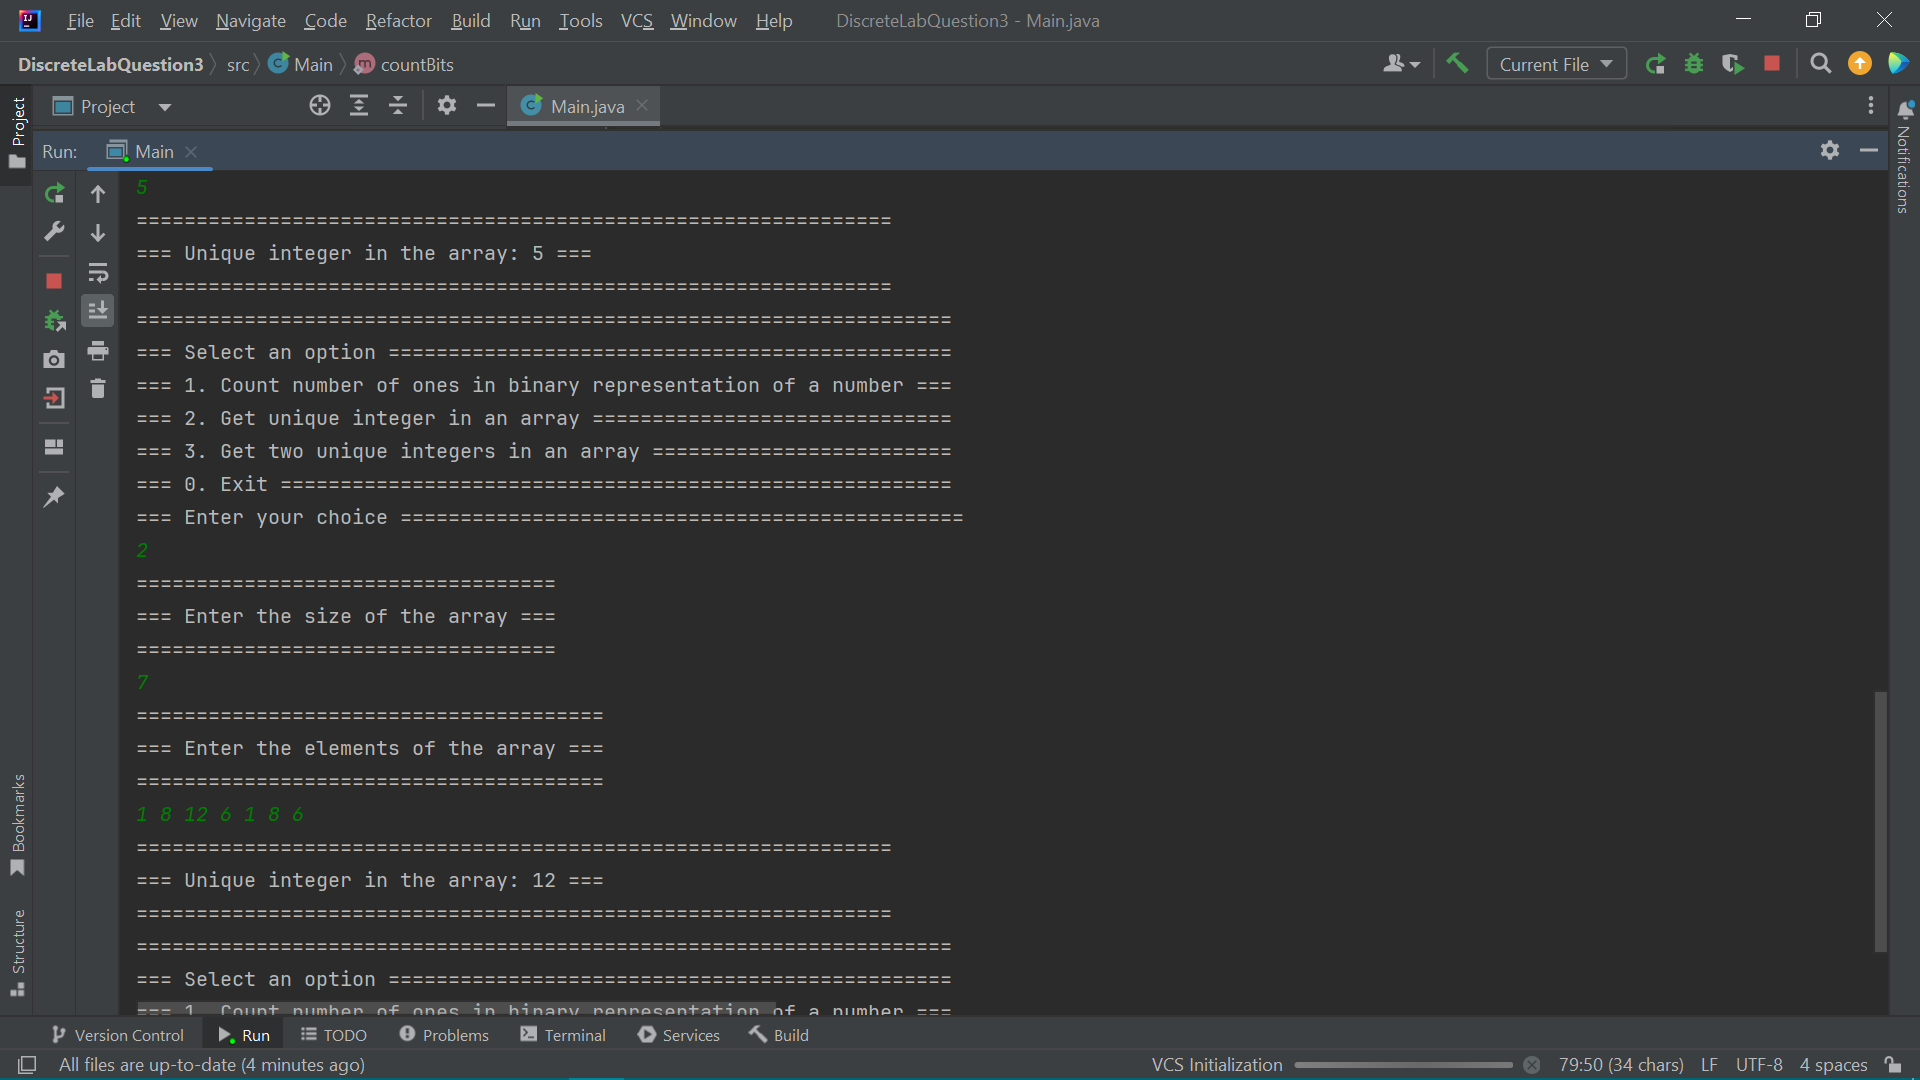 File Edit View Navigate Code Refactor Build Run Tools VCS Window Help DiscreteLabQuestion3 - Main.java
DiscreteLabQuestion3 src Main countBits Current File
Project Main.java
Run: Main
5
===============================================================
=== Unique integer in the array: 5 ===
===============================================================
====================================================================
=== Select an option ===============================================
=== 1. Count number of ones in binary representation of a number ===
=== 2. Get unique integer in an array ==============================
=== 3. Get two unique integers in an array =========================
=== 0. Exit ========================================================
=== Enter your choice ===============================================
2
===================================
=== Enter the size of the array ===
===================================
7
=======================================
=== Enter the elements of the array ===
=======================================
1 8 12 6 1 8 6
===============================================================
=== Unique integer in the array: 12 ===
===============================================================
====================================================================
=== Select an option ===============================================
=== 1. Count number of ones in binary representation of a number ===
Project
Bookmarks
Structure
Notifications
Version Control Run TODO Problems Terminal Services Build
All files are up-to-date (4 minutes ago) VCS Initialization 79:50 (34 chars) LF UTF-8 4 spaces